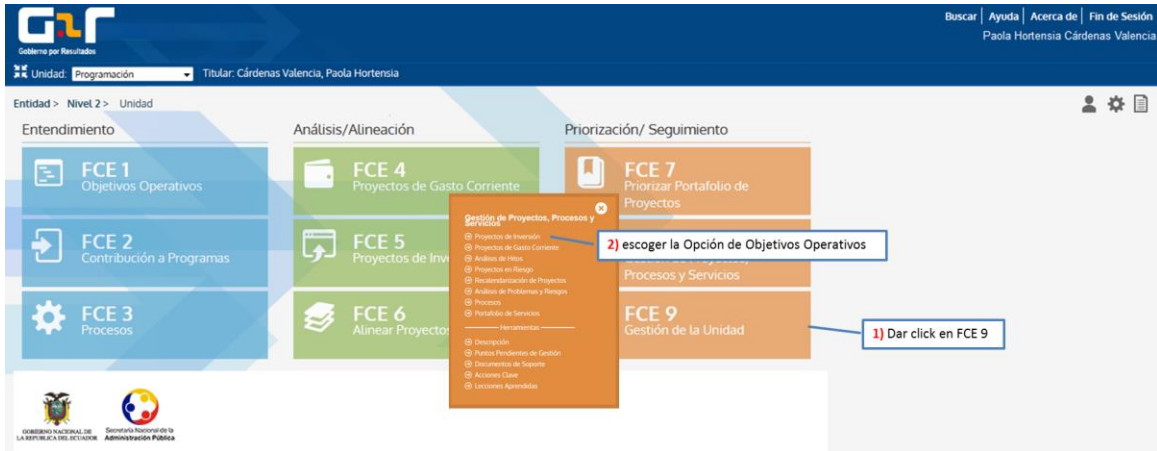 GPR
Gobierno por Resultados
Buscar | Ayuda | Acerca de | Fin de Sesión
Paola Hortensia Cárdenas Valencia
Unidad: Programación Titular: Cárdenas Valencia, Paola Hortensia
Entidad > Nivel 2 > Unidad
Entendimiento
FCE 1
Objetivos Operativos
FCE 2
Contribución a Programas
FCE 3
Procesos
Análisis/Alineación
FCE 4
Proyectos de Gasto Corriente
FCE 5
Proyectos de Inv
FCE 6
Alinear Proyecto
Priorización/ Seguimiento
FCE 7
Priorizar Portafolio de
Proyectos
Procesos y Servicios
FCE 9
Gestión de la Unidad
Gestión de Proyectos, Procesos y
Servicios
Proyectos de Inversión
Proyectos de Gasto Corriente
Análisis de Hitos
Proyectos en Riesgo
Recalendarización de Proyectos
Análisis de Problemas y Riesgos
Procesos
Portafolio de Servicios
Herramientas
Descripción
Puntos Pendientes de Gestión
Documentos de Soporte
Acciones Clave
Lecciones Aprendidas
2) escoger la Opción de Objetivos Operativos
1) Dar click en FCE 9
GOBIERNO NACIONAL DE
LA REPUBLICA DEL ECUADOR
Secretaría Nacional de la
Administración Pública